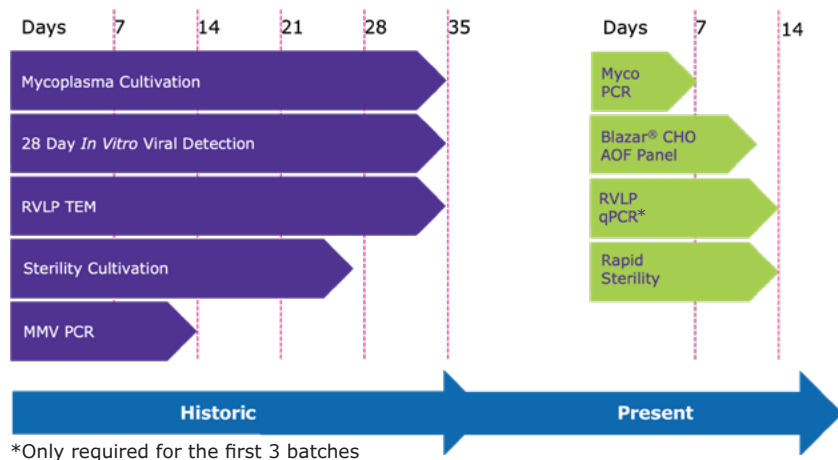 Days 7 14 21 28 35
Mycoplasma Cultivation
28 Day In Vitro Viral Detection
RVLP TEM
Sterility Cultivation
MMV PCR
Days 7 14
Myco
PCR
Blazar® CHO
AOF Panel
RVLP
qPCR*
Rapid
Sterility
Historic
Present
*Only required for the first 3 batches